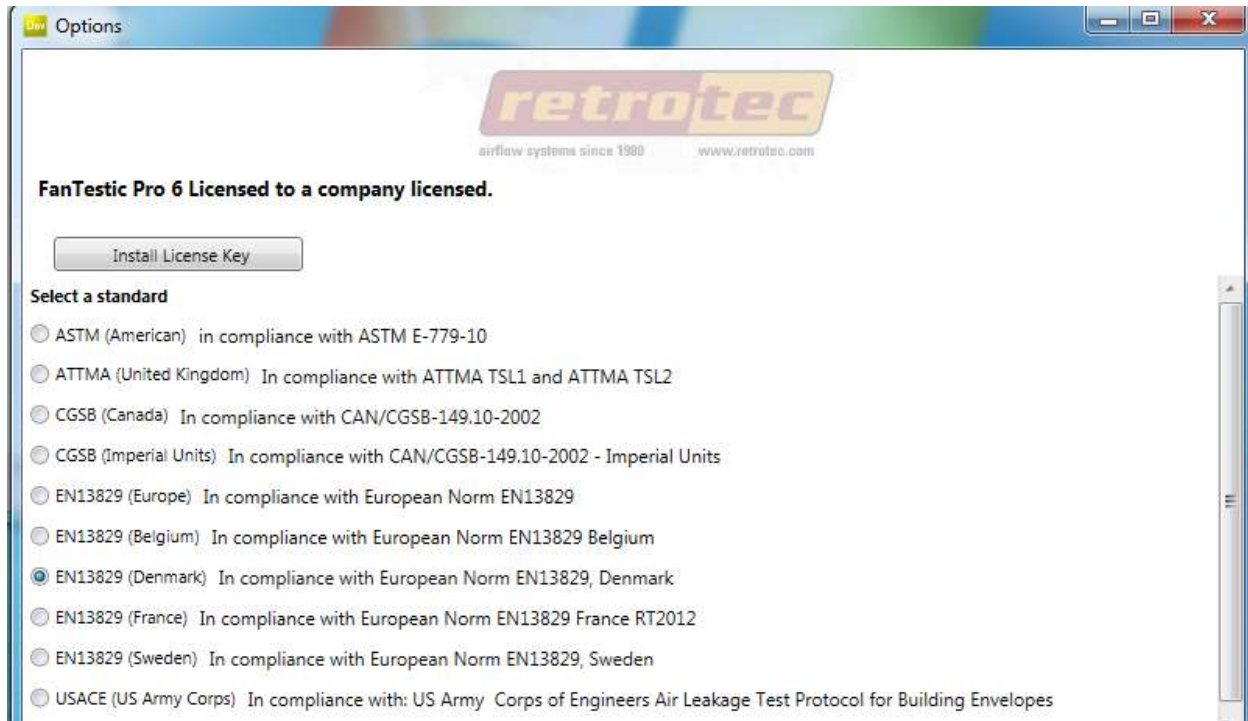 Dev Options
retrotec
airflow systems since 1980 www.retrotec.com
FanTestic Pro 6 Licensed to a company licensed.
Install License Key
Select a standard
ASTM (American) in compliance with ASTM E-779-10
ATTMA (United Kingdom) In compliance with ATTMA TSL1 and ATTMA TSL2
CGSB (Canada) In compliance with CAN/CGSB-149.10-2002
CGSB (Imperial Units) In compliance with CAN/CGSB-149.10-2002 - Imperial Units
EN13829 (Europe) In compliance with European Norm EN13829
EN13829 (Belgium) In compliance with European Norm EN13829 Belgium
EN13829 (Denmark) In compliance with European Norm EN13829, Denmark
EN13829 (France) In compliance with European Norm EN13829 France RT2012
EN13829 (Sweden) In compliance with European Norm EN13829, Sweden
USACE (US Army Corps) In compliance with: US Army Corps of Engineers Air Leakage Test Protocol for Building Envelopes